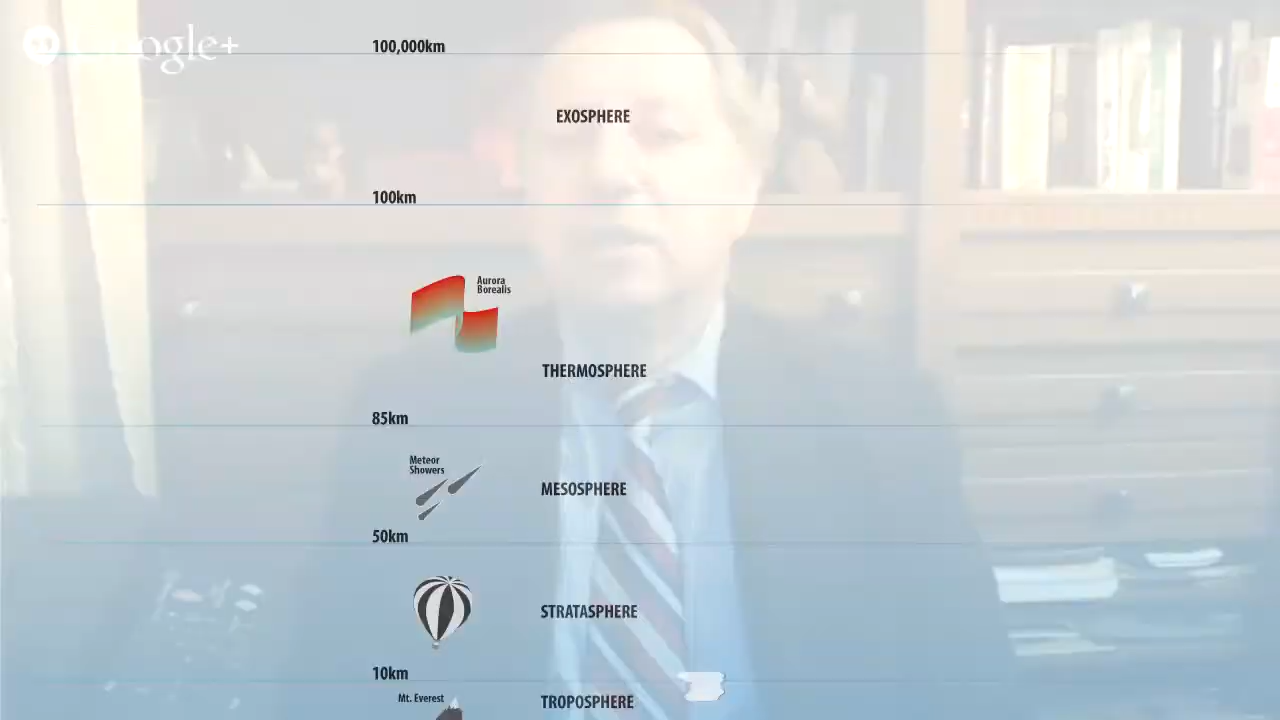 Google+
100,000km
EXOSPHERE
100km
Aurora
Borealis
THERMOSPHERE
85km
Meteor
Showers
MESOSPHERE
50km
STRATASPHERE
10km
Mt. Everest
TROPOSPHERE